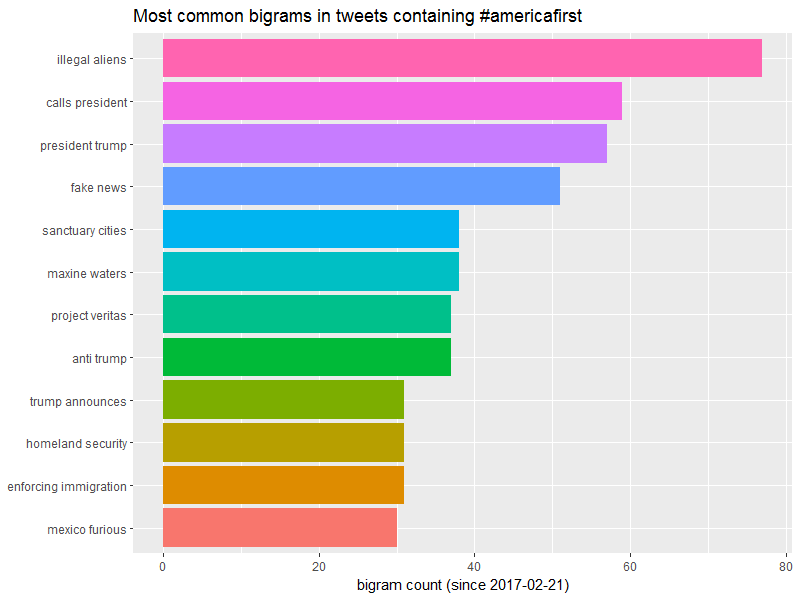 Most common bigrams in tweets containing #americafirst
illegal aliens
calls president
president trump
fake news
sanctuary cities
maxine waters
project veritas
anti trump
trump announces
homeland security
enforcing immigration
mexico furious
0 20 40 60 80
bigram count (since 2017-02-21)